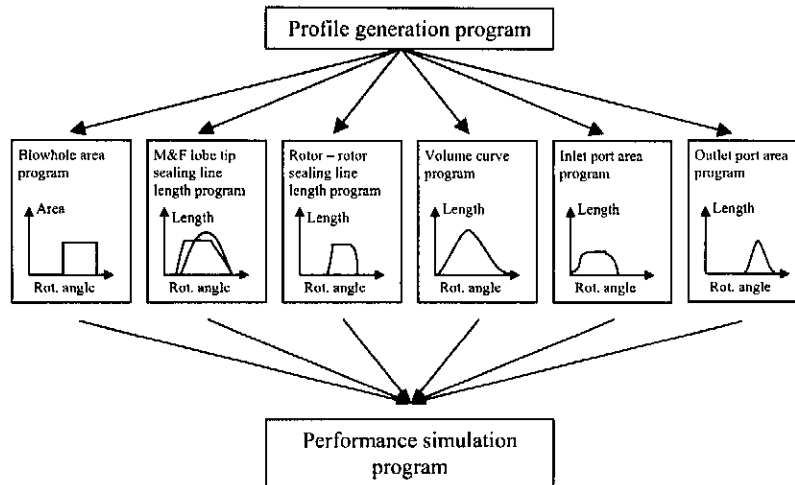 Profile generation program
Blowhole area
program
Area
Rot. angle
M&F lobe tip
sealing line
length program
Length
Rot. angle
Rotor – rotor
sealing line
length program
Length
Rot. angle
Volume curve
program
Length
Rot. angle
Inlet port area
program
Length
Rot. angle
Outlet port area
program
Length
Rot. angle
Performance simulation
program